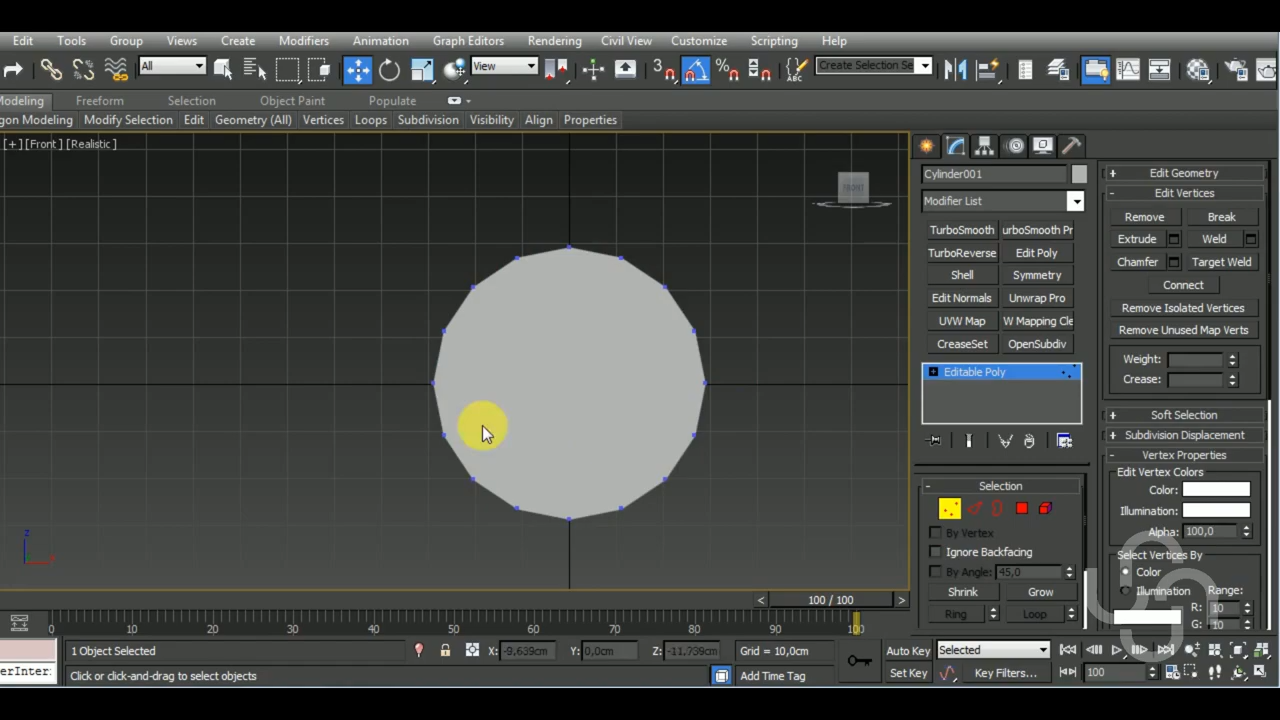 Edit Tools Group Views Create Modifiers Animation Graph Editors Rendering Civil View Customize Scripting Help
All View 3 % ABC Create Selection Se
Modeling Freeform Selection Object Paint Populate
gon Modeling Modify Selection Edit Geometry (All) Vertices Loops Subdivision Visibility Align Properties
[+] [Front ] [Realistic ]
FRONT
z
Cylinder001
Modifier List
TurboSmooth urboSmooth Pr
TurboReverse Edit Poly
Shell Symmetry
Edit Normals Unwrap Pro
UVW Map W Mapping Cle
CreaseSet OpenSubdiv
+ Editable Poly
- Selection
By Vertex
Ignore Backfacing
By Angle: 45,0
Shrink Grow
Ring Loop
+ Edit Geometry
- Edit Vertices
Remove Break
Extrude Weld
Chamfer Target Weld
Connect
Remove Isolated Vertices
Remove Unused Map Verts
Weight:
Crease:
+ Soft Selection
+ Subdivision Displacement
- Vertex Properties
Edit Vertex Colors
Color:
Illumination:
Alpha: 100,0
Select Vertices By
Color
Illumination Range:
R: 10
G: 10
< 100 / 100 >
0 10 20 30 40 50 60 70 80 90 100
1 Object Selected X: -9,639cm Y: 0,0cm Z: -11,739cm Grid = 10,0cm Auto Key Selected
erInter: Click or click-and-drag to select objects Add Time Tag Set Key Key Filters... 100